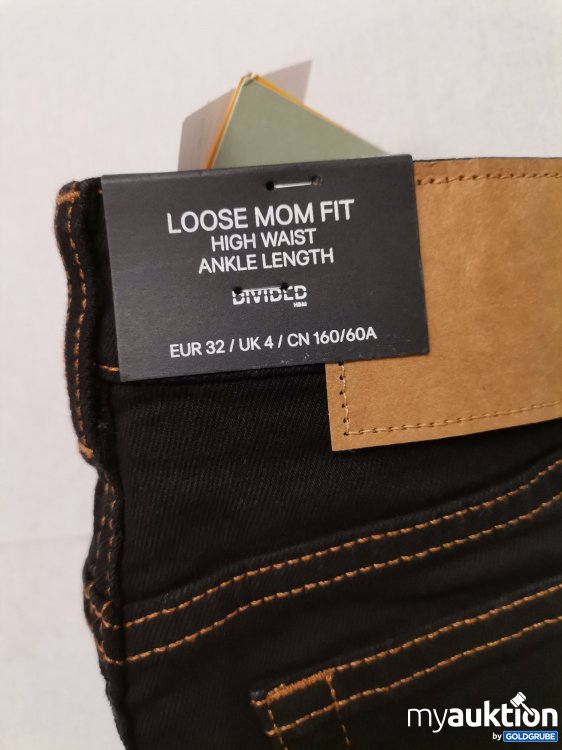 LOOSE MOM FIT
HIGH WAIST
ANKLE LENGTH
DIVIDED
H&M
EUR 32 / UK 4 / CN 160/60A
myauktion
by GOLDGRUBE